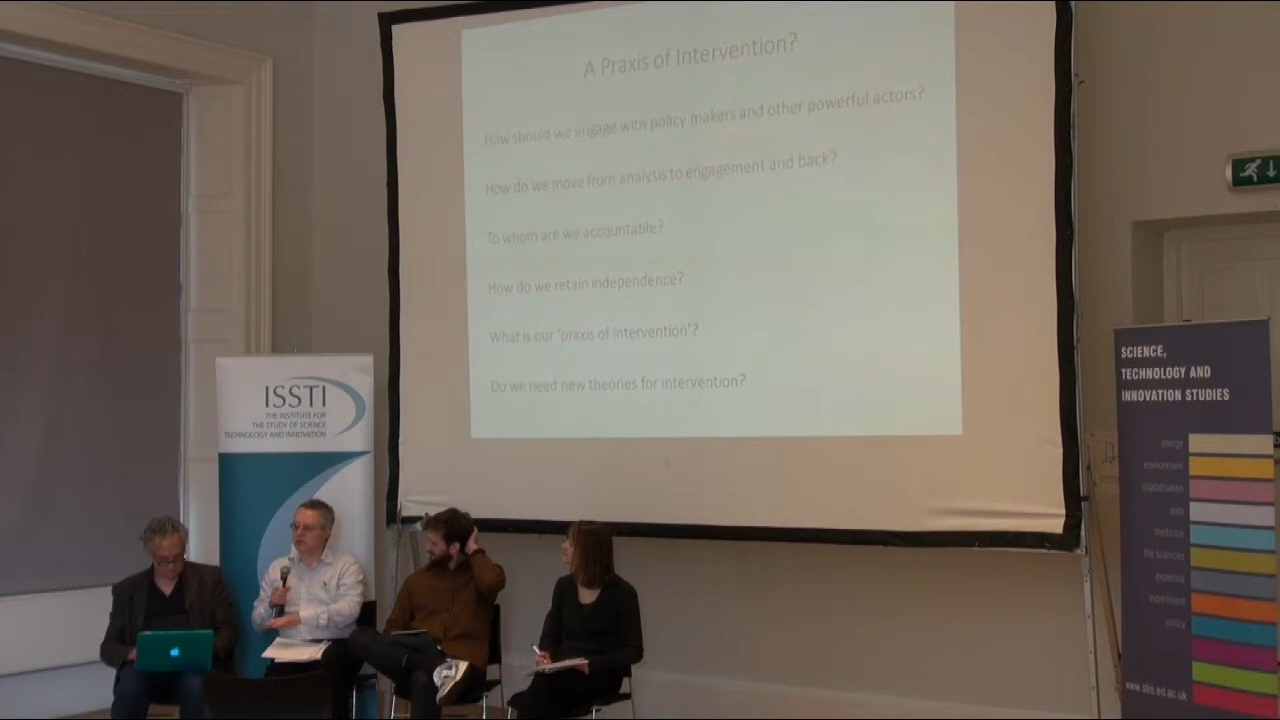 A Praxis of Intervention?
How should we engage with policy makers and other powerful actors?
How do we move from analysis to engagement and back?
To whom are we accountable?
How do we retain independence?
What is our 'praxis of intervention'?
Do we need new theories for intervention?
ISSTI
THE INSTITUTE FOR
THE STUDY OF SCIENCE
TECHNOLOGY AND INNOVATION
SCIENCE,
TECHNOLOGY AND
INNOVATION STUDIES
energy
environment
digitalisation
data
medicine
life sciences
expertise
experiment
policy
www.stis.ed.ac.uk